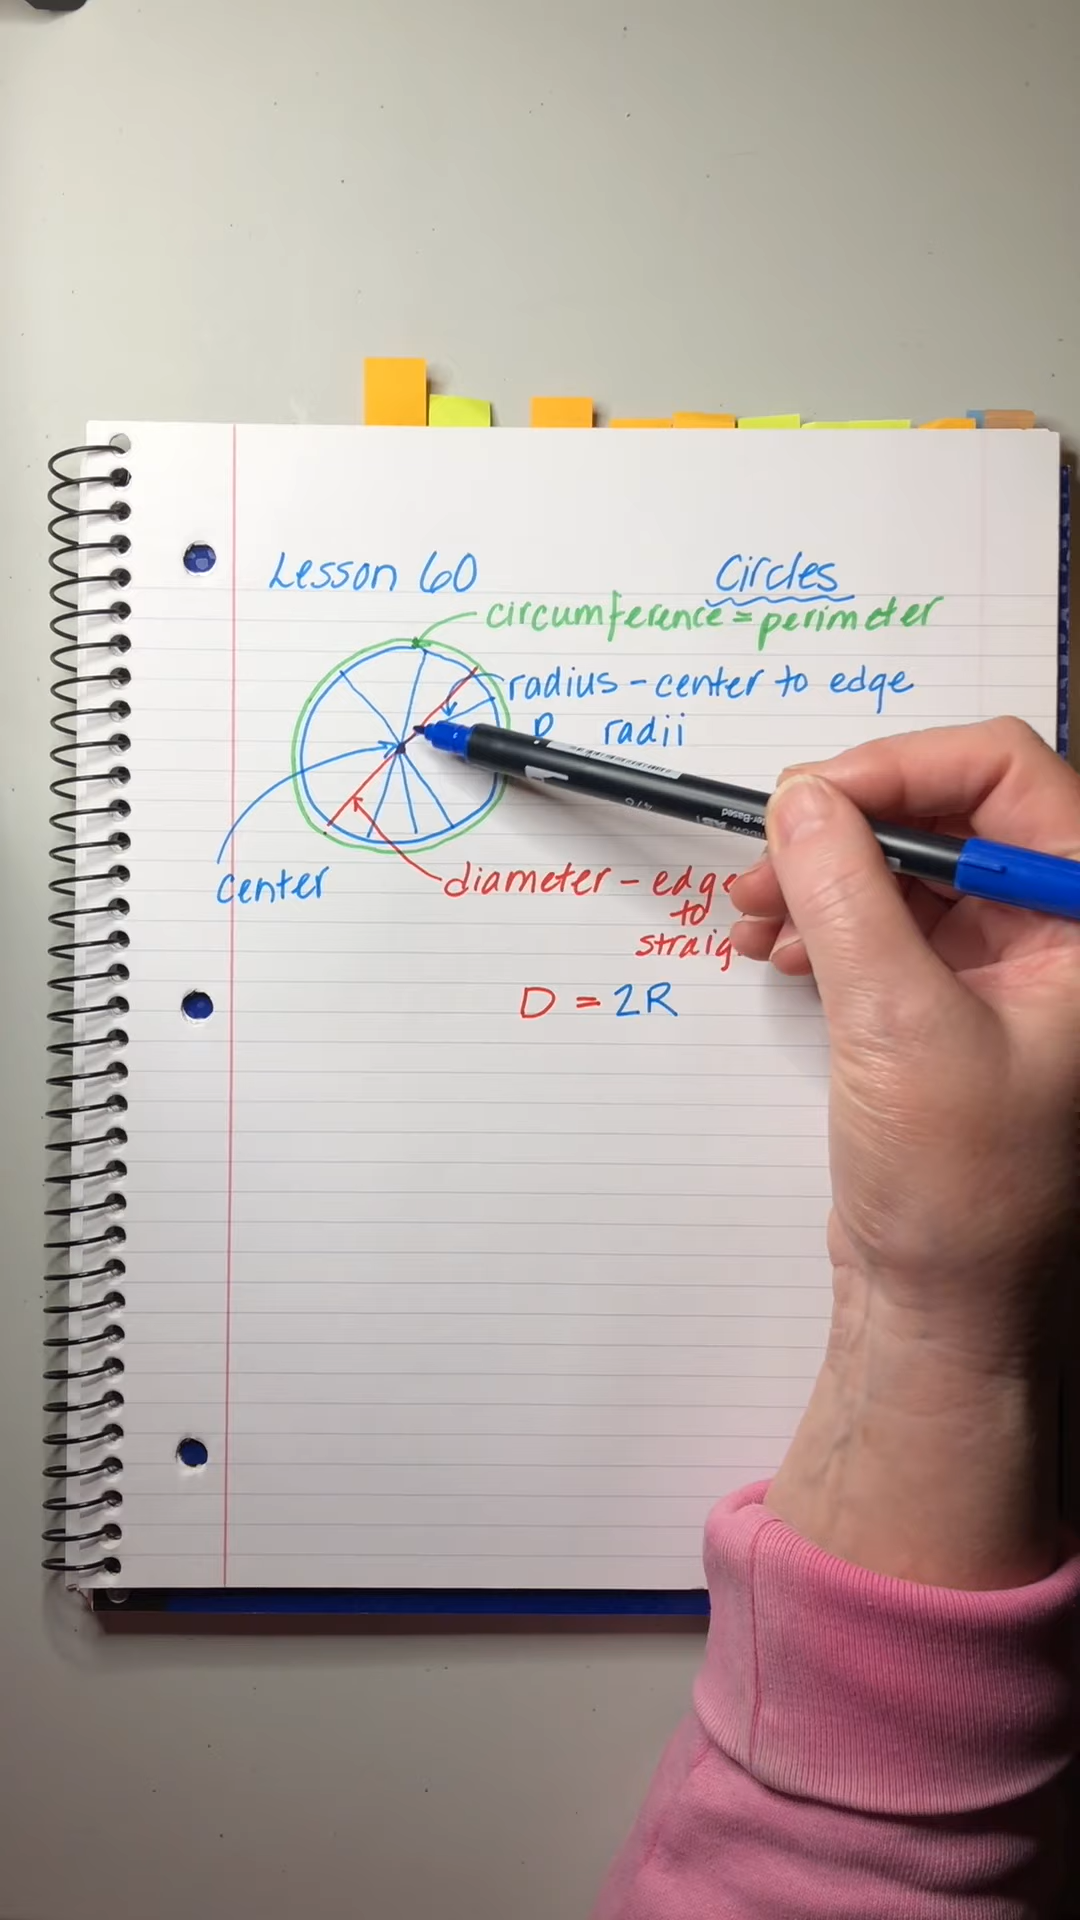 Lesson 60
Circles
circumference = perimeter
radius - center to edge
radii
center
diameter - edge
to
D = 2R